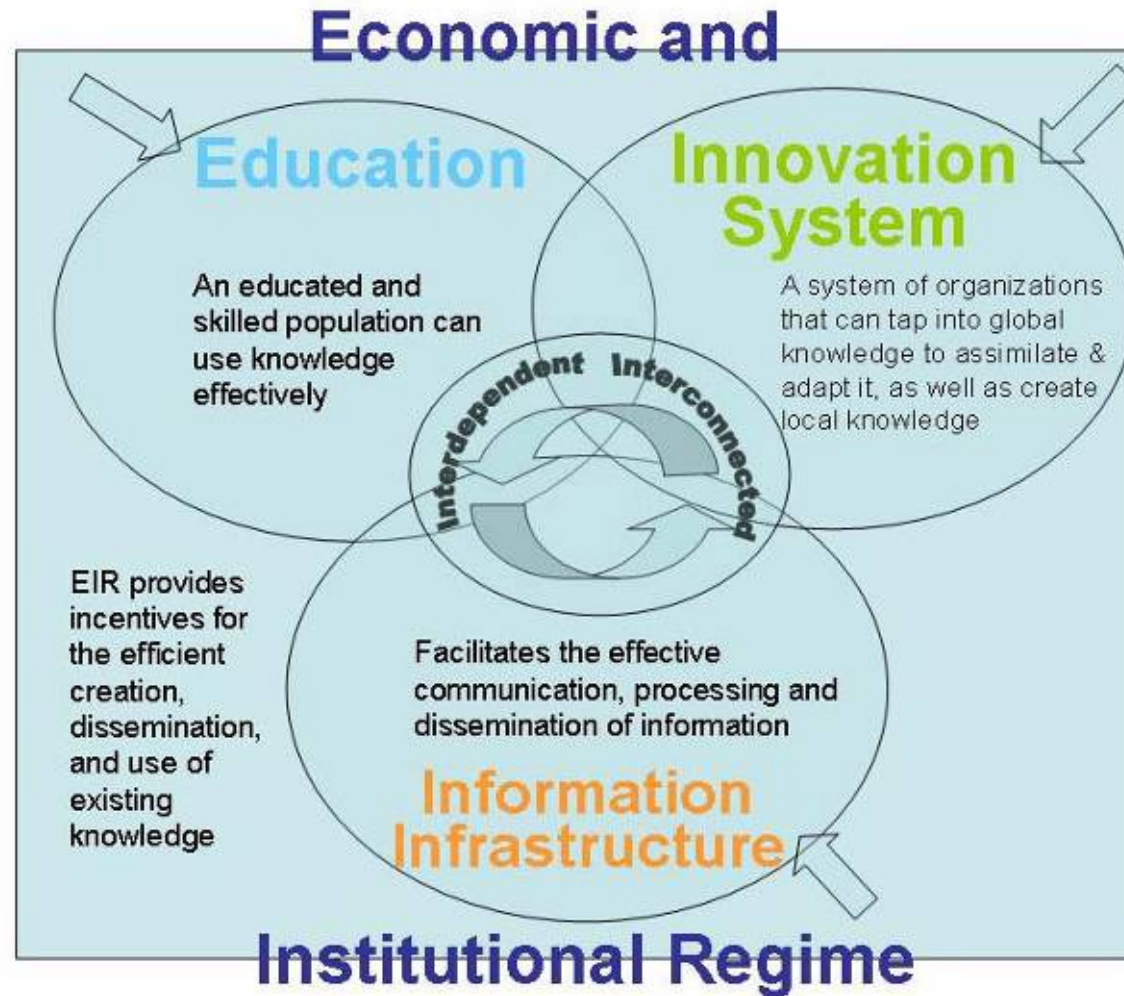 Economic and
Education
Innovation
System
An educated and
skilled population can
use knowledge
effectively
A system of organizations
that can tap into global
knowledge to assimilate &
adapt it, as well as create
local knowledge
Interdependent Interconnected
EIR provides
incentives for
the efficient
creation,
dissemination,
and use of
existing
knowledge
Facilitates the effective
communication, processing and
dissemination of information
Information
Infrastructure
Institutional Regime